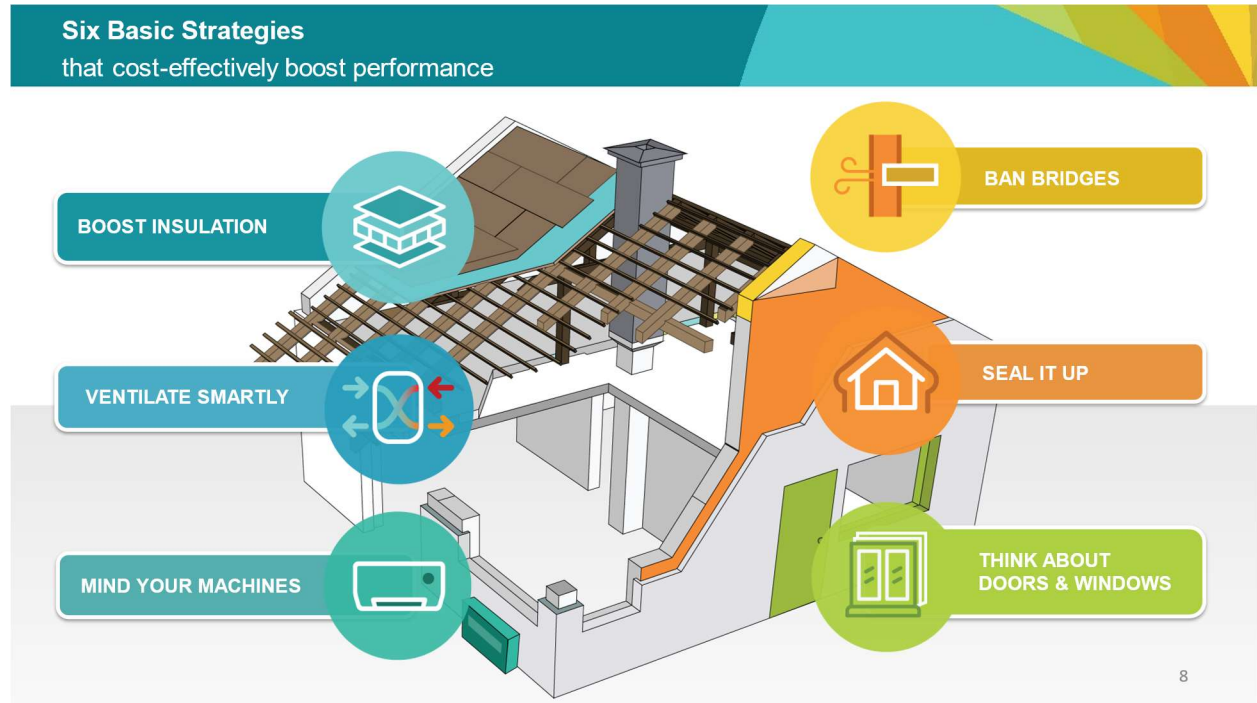 Six Basic Strategies
that cost-effectively boost performance
BOOST INSULATION
VENTILATE SMARTLY
MIND YOUR MACHINES
BAN BRIDGES
SEAL IT UP
THINK ABOUT
DOORS & WINDOWS
8